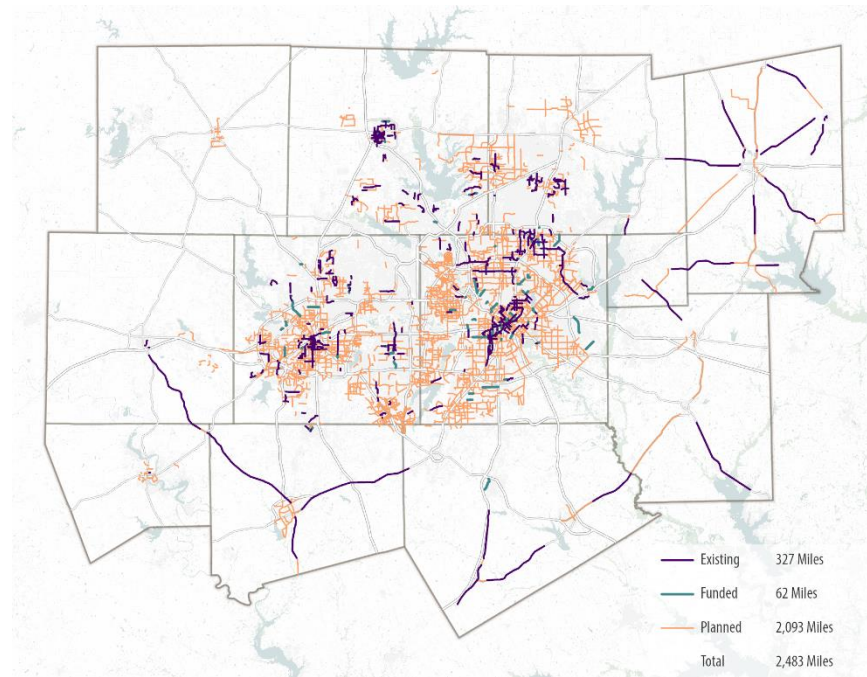 Existing 327 Miles
Funded 62 Miles
Planned 2,093 Miles
Total 2,483 Miles